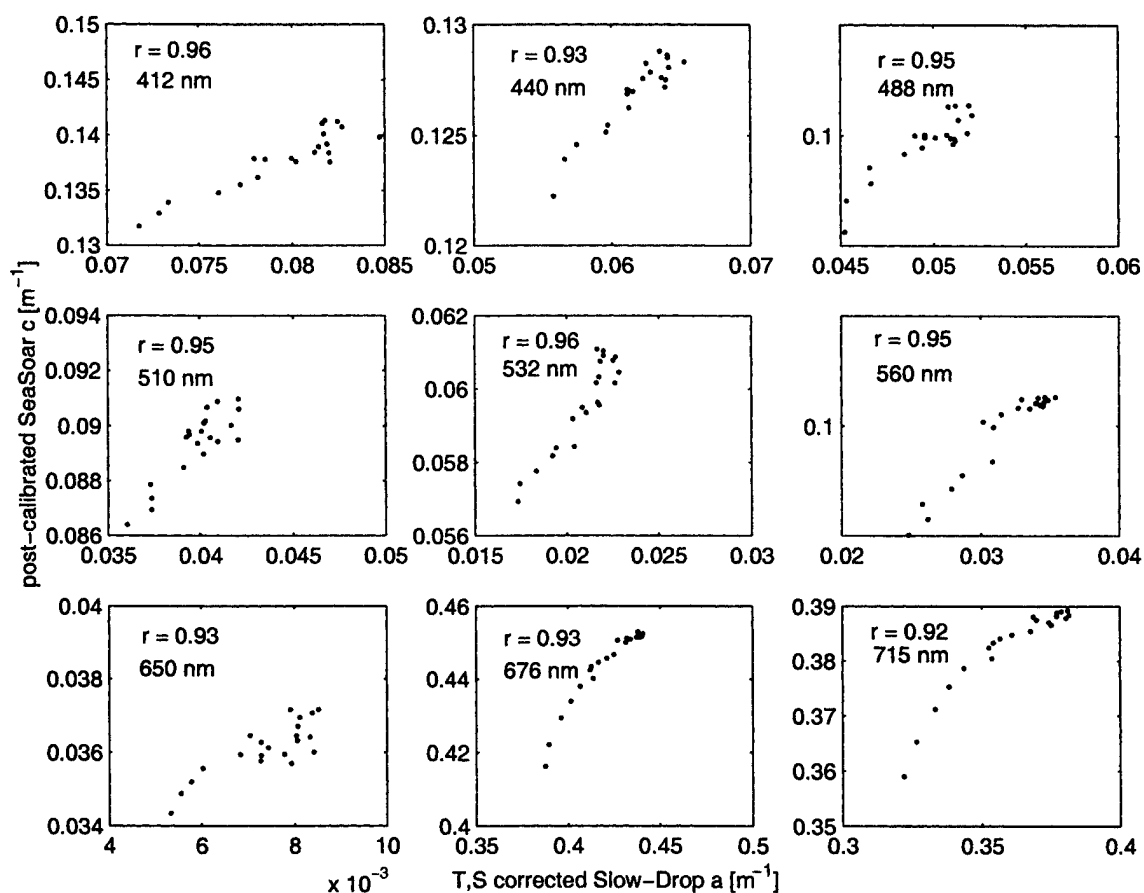 post-calibrated SeaSoar c [m⁻¹]
0.15
0.145
0.14
0.135
0.13
r = 0.96
412 nm
0.07 0.075 0.08 0.085
0.13
0.125
0.12
r = 0.93
440 nm
0.06 0.07
0.1
r = 0.95
488 nm
0.045 0.05 0.055 0.06
0.094
0.092
0.09
0.088
0.086
r = 0.95
510 nm
0.035 0.04 0.045 0.05
0.062
0.06
0.058
0.056
r = 0.96
532 nm
0.015 0.02 0.025 0.03
0.1
r = 0.95
560 nm
0.02 0.03 0.04
0.04
0.038
0.036
0.034
r = 0.93
650 nm
4 6 8 10
x 10⁻³
0.46
0.44
0.42
0.4
r = 0.93
676 nm
0.35 0.4 0.45 0.5
0.39
0.38
0.37
0.36
0.35
r = 0.92
715 nm
0.3 0.35 0.4
T,S corrected Slow-Drop a [m⁻¹]